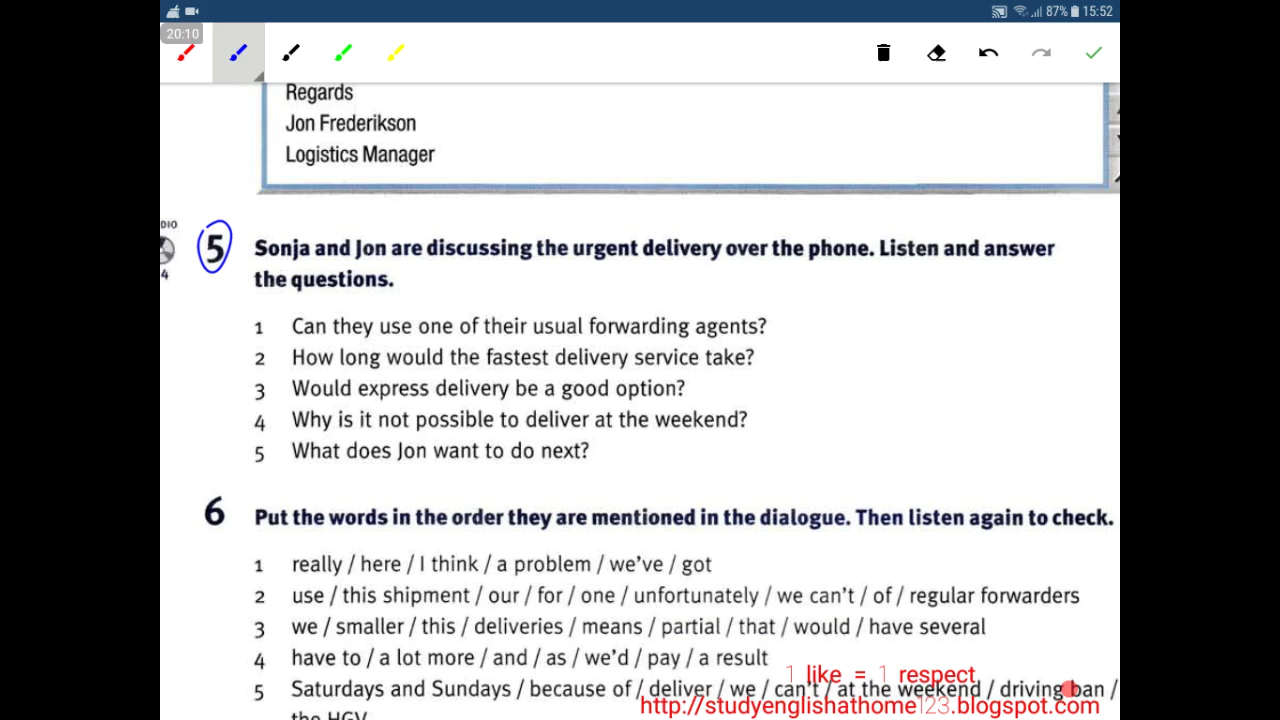 87% 15:52
20:10
Regards
Jon Frederikson
Logistics Manager
DIO
4
5 Sonja and Jon are discussing the urgent delivery over the phone. Listen and answer
the questions.
1 Can they use one of their usual forwarding agents?
2 How long would the fastest delivery service take?
3 Would express delivery be a good option?
4 Why is it not possible to deliver at the weekend?
5 What does Jon want to do next?
6 Put the words in the order they are mentioned in the dialogue. Then listen again to check.
1 really / here / I think / a problem / we've / got
2 use / this shipment / our / for / one / unfortunately / we can't / of / regular forwarders
3 we / smaller / this / deliveries / means / partial / that / would / have several
4 have to / a lot more / and / as / we'd / pay / a result
1 like = 1 respect
5 Saturdays and Sundays / because of / deliver / we / can't / at the weekend / driving ban /
http://studyenglishathome123.blogspot.com
the HGV